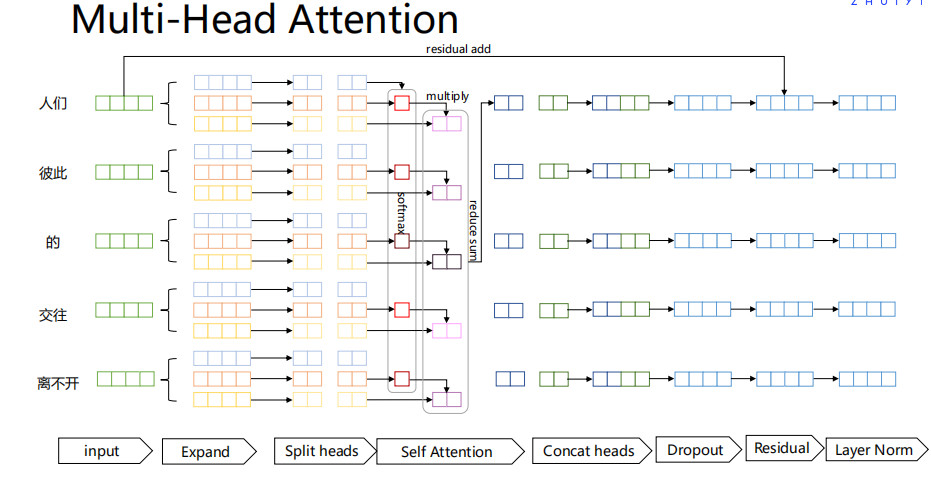 Multi-Head Attention
ZHUIYI
residual add
人们
multiply
彼此
softmax
reduce sum
的
交往
离不开
input
Expand
Split heads
Self Attention
Concat heads
Dropout
Residual
Layer Norm